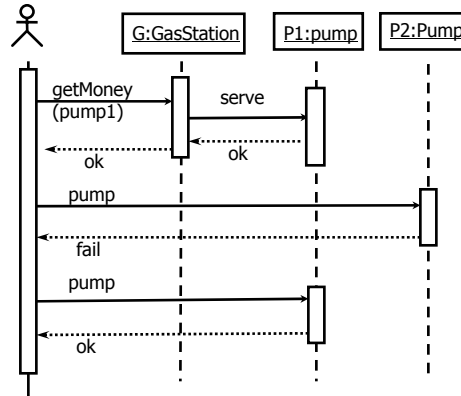 G:GasStation
P1:pump
P2:Pump
getMoney
(pump1)
serve
ok
ok
pump
fail
pump
ok